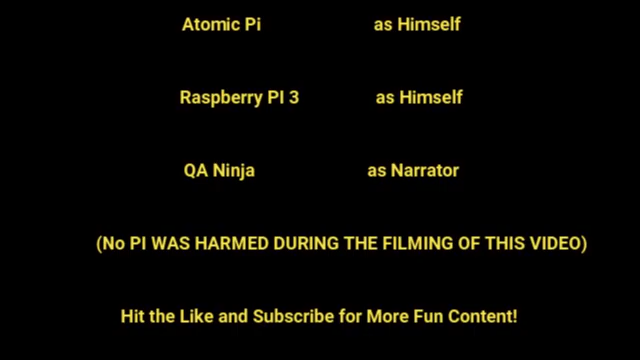 Atomic Pi as Himself
Raspberry PI 3 as Himself
QA Ninja as Narrator
(No PI WAS HARMED DURING THE FILMING OF THIS VIDEO)
Hit the Like and Subscribe for More Fun Content!